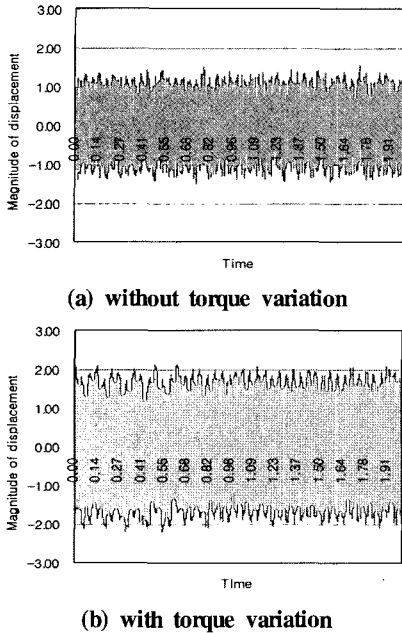 3.00
2.00
1.00
0.00
-1.00
-2.00
-3.00
Magnitude of displacement
0.00 0.14 0.27 0.41 0.55 0.68 0.82 0.96 1.09 1.23 1.37 1.50 1.64 1.78 1.91
Time
(a) without torque variation
3.00
2.00
1.00
0.00
-1.00
-2.00
-3.00
Magnitude of displacement
0.00 0.14 0.27 0.41 0.55 0.68 0.82 0.96 1.09 1.23 1.37 1.50 1.64 1.78 1.91
Time
(b) with torque variation